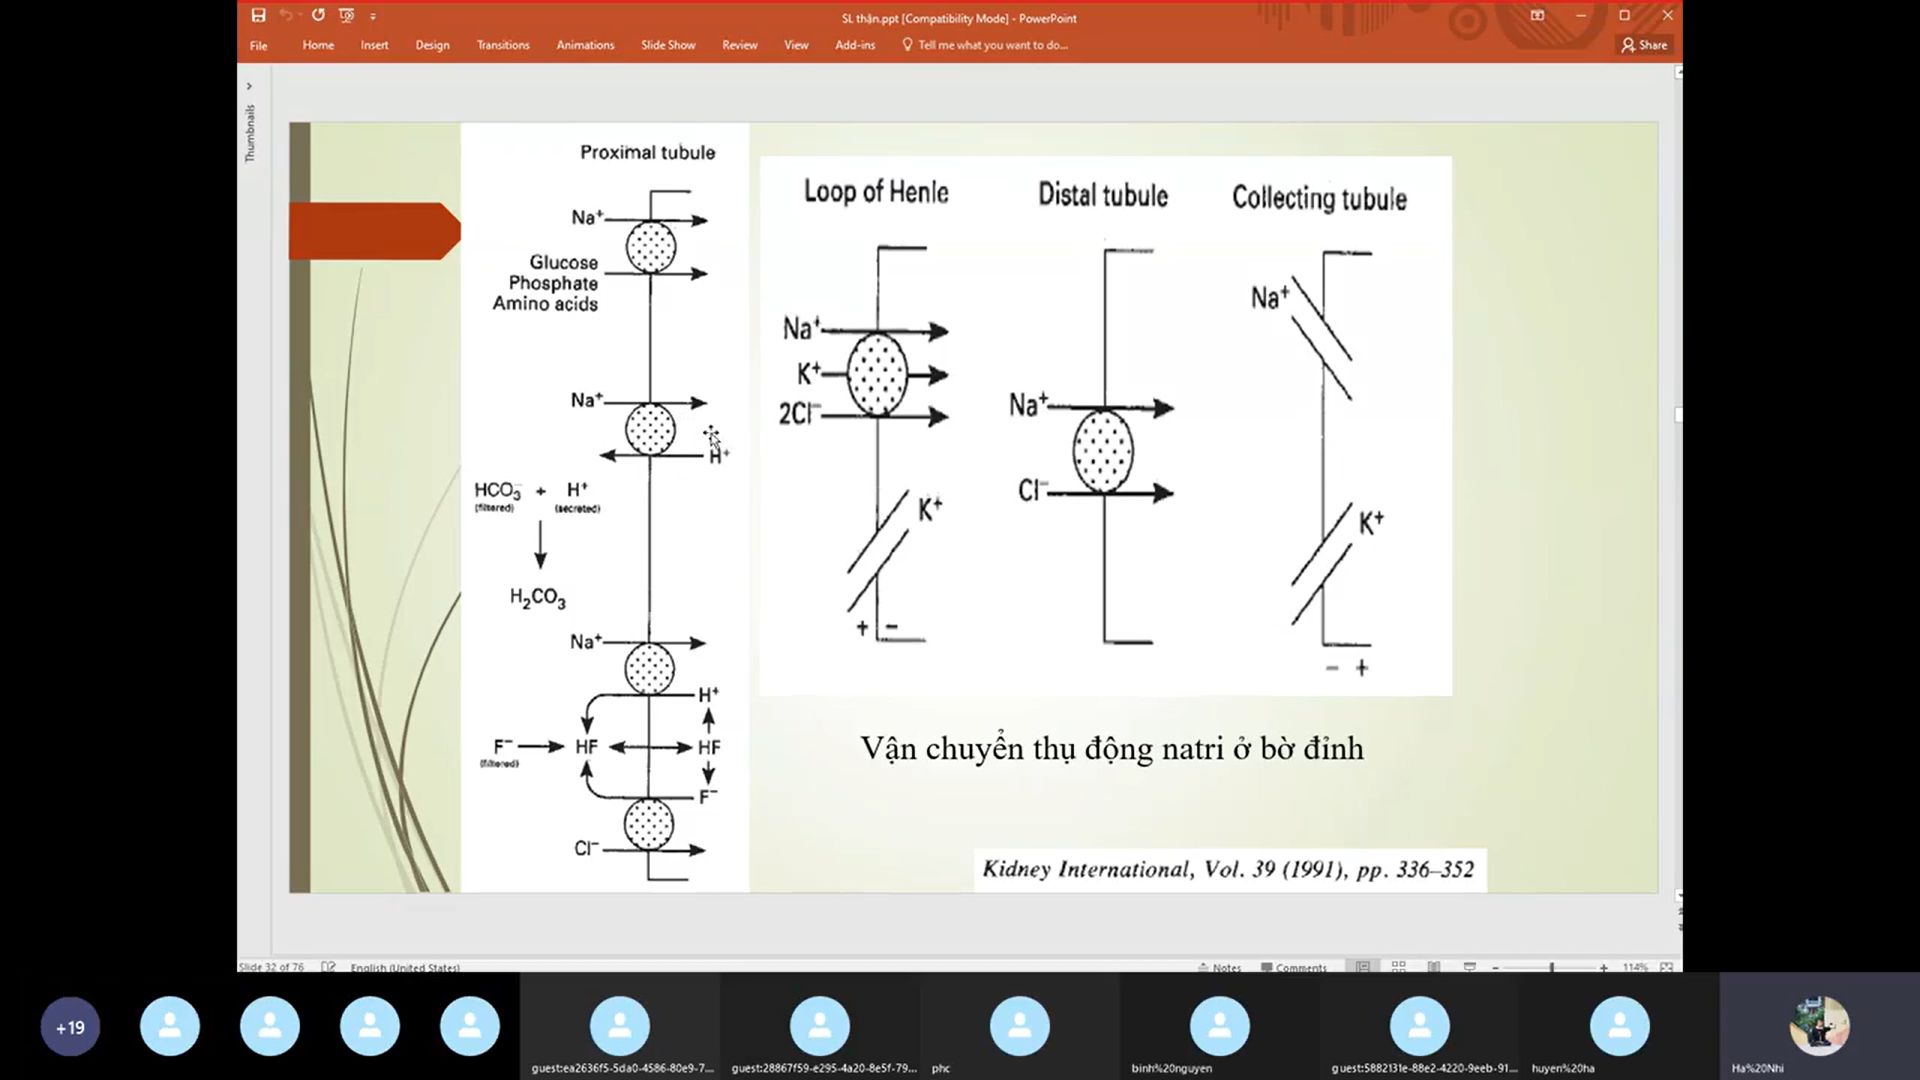 SL thận.ppt [Compatibility Mode] - PowerPoint
File Home Insert Design Transitions Animations Slide Show Review View Add-ins Tell me what you want to do... Share
Thumbnails
Proximal tubule
Na⁺
Glucose
Phosphate
Amino acids
Na⁺
H⁺
HCO₃⁻ + H⁺
(filtered) (secreted)
H₂CO₃
Na⁺
H⁺
F⁻ HF HF
(filtered)
F⁻
Cl⁻
Loop of Henle
Na⁺
K⁺
2Cl⁻
K⁺
+ −
Distal tubule
Na⁺
Cl⁻
Collecting tubule
Na⁺
K⁺
− +
Vận chuyển thụ động natri ở bờ đỉnh
Kidney International, Vol. 39 (1991), pp. 336–352
Slide 32 of 76 English (United States) Notes Comments 114%
+19
guest:ea2636f5-5da0-4586-80e9-7... guest:28867f59-e295-4a20-8e5f-79... phc binh%20nguyen guest:5882131e-88e2-4220-9eeb-91... huyen%20ha Ha%20Nhi